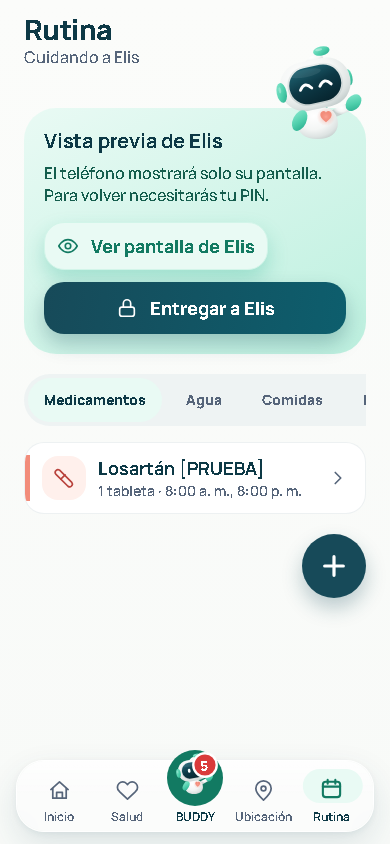 Rutina
Cuidando a Elis
Vista previa de Elis
El teléfono mostrará solo su pantalla.
Para volver necesitarás tu PIN.
Ver pantalla de Elis
Entregar a Elis
Medicamentos Agua Comidas
Losartán [PRUEBA]
1 tableta · 8:00 a. m., 8:00 p. m.
5
Inicio Salud BUDDY Ubicación Rutina